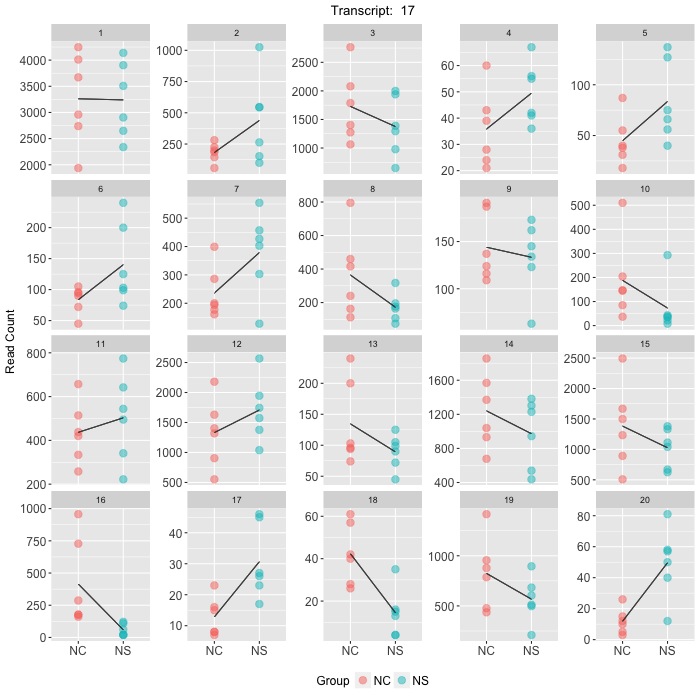 Transcript: 17
1 2 3 4 5
4000 3500 3000 2500 2000
1000 750 500 250
2500 2000 1500 1000
60 50 40 30 20
100 50
6 7 8 9 10
200 150 100 50
500 400 300 200
800 600 400 200
150 100
500 400 300 200 100 0
Read Count
11 12 13 14 15
800 600 400 200
2500 2000 1500 1000 500
200 150 100 50
1600 1200 800 400
2500 2000 1500 1000 500
16 17 18 19 20
1000 750 500 250 0
40 30 20 10
60 40 20
1000 500
80 60 40 20 0
NC NS NC NS NC NS NC NS NC NS
Group NC NS